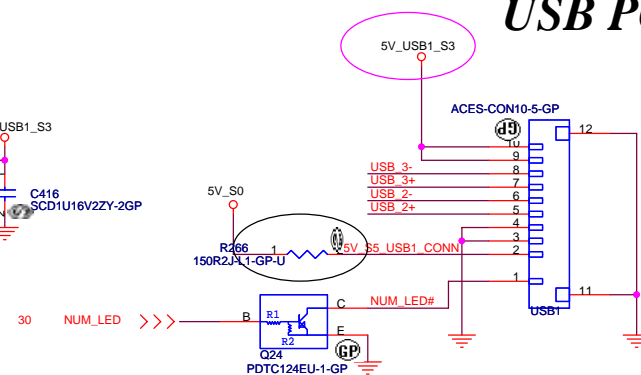 USB P
5V_USB1_S3
ACES-CON10-5-GP
GP
12
10
9
USB_3-
8
USB_3+
7
USB_2-
6
USB_2+
5
4
3
2
1
11
USB1
USB1_S3
C416
SCD1U16V2ZY-2GP
5V_S0
R266
1
150R2J-L1-GP-U
5V_S5_USB1_CONN
NUM_LED#
30
NUM_LED
B
R1
R2
C
E
GP
Q24
PDTC124EU-1-GP